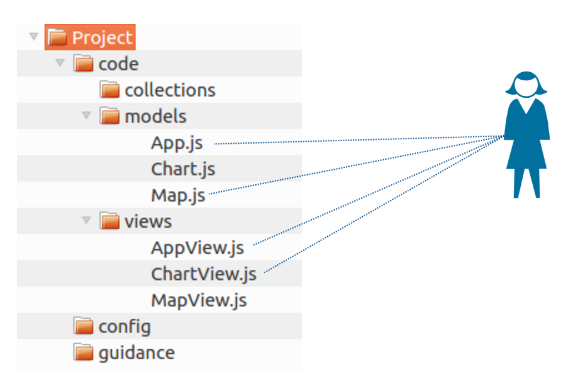 Project
code
collections
models
App.js
Chart.js
Map.js
views
AppView.js
ChartView.js
MapView.js
config
guidance